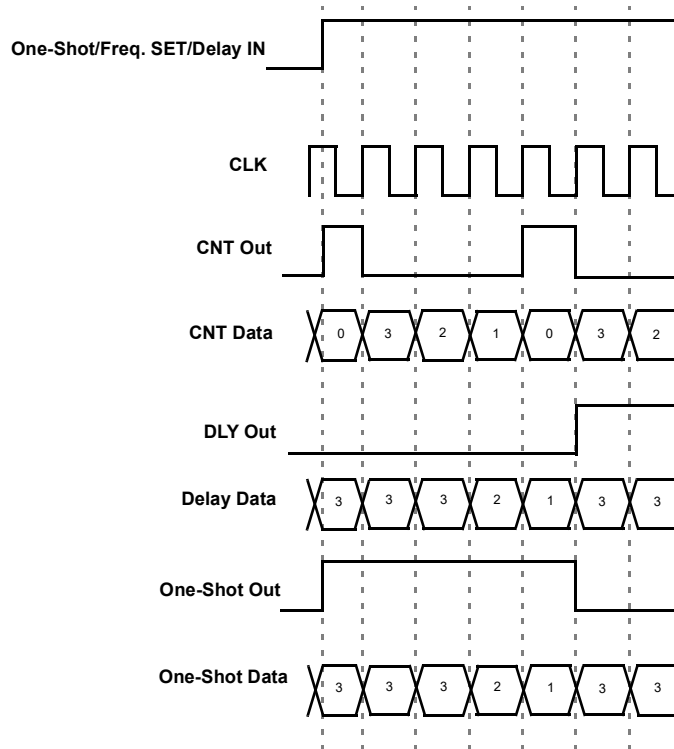 One-Shot/Freq. SET/Delay IN
CLK
CNT Out
CNT Data
0 3 2 1 0 3 2
DLY Out
Delay Data
3 3 3 2 1 3 3
One-Shot Out
One-Shot Data
3 3 3 2 1 3 3